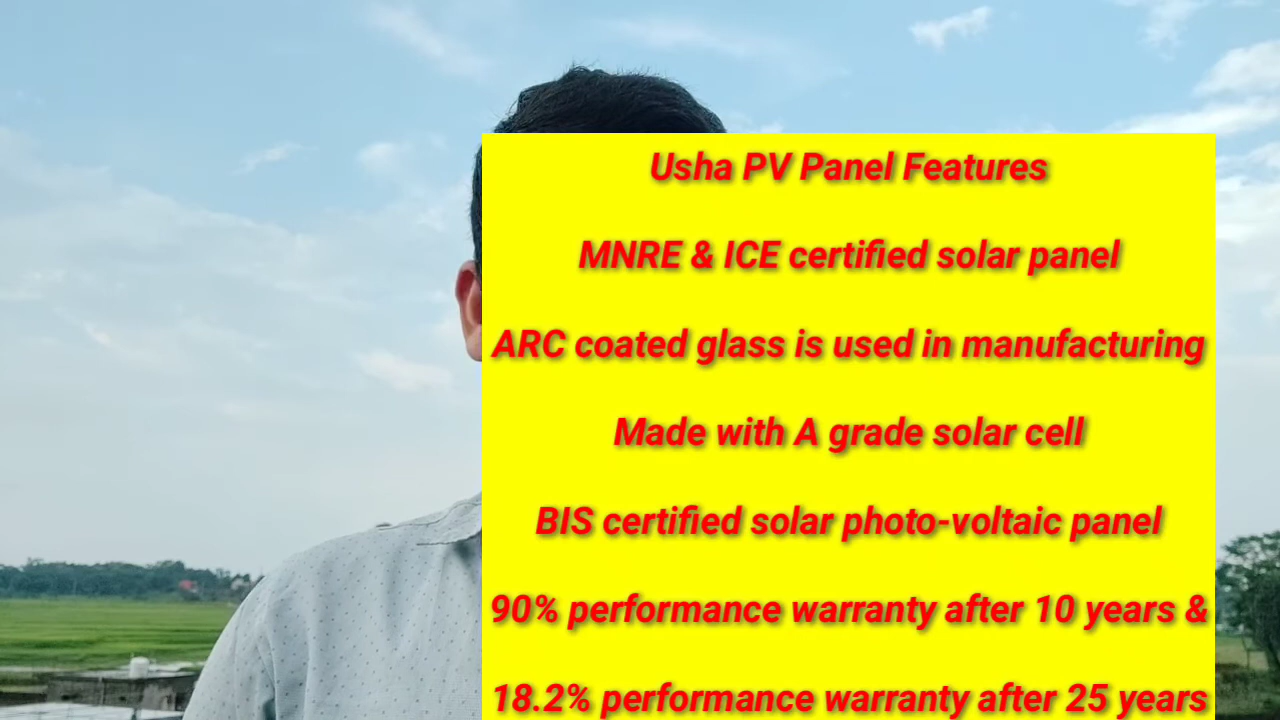 Usha PV Panel Features
MNRE & ICE certified solar panel
ARC coated glass is used in manufacturing
Made with A grade solar cell
BIS certified solar photo-voltaic panel
90% performance warranty after 10 years &
18.2% performance warranty after 25 years